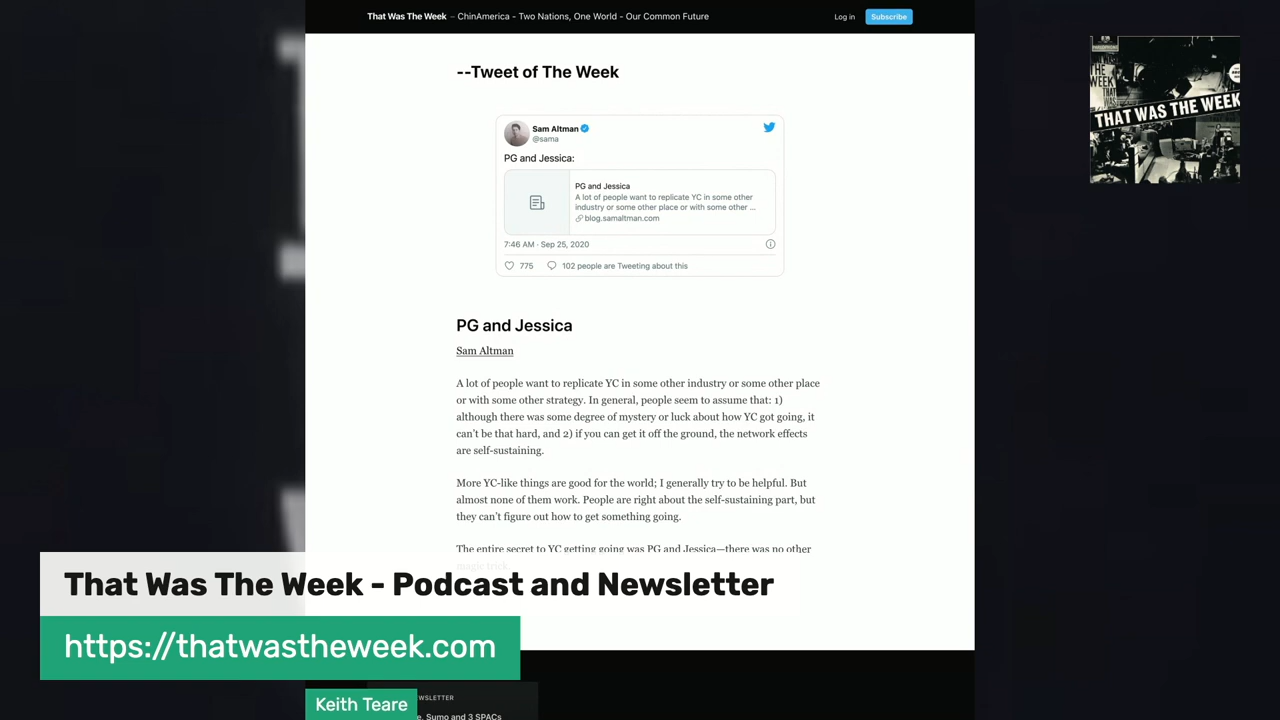 That Was The Week – ChinAmerica - Two Nations, One World - Our Common Future
Log in
Subscribe
--Tweet of The Week
Sam Altman
@sama
PG and Jessica:
PG and Jessica
A lot of people want to replicate YC in some other
industry or some other place or with some other ...
blog.samaltman.com
7:46 AM · Sep 25, 2020
775
102 people are Tweeting about this
PG and Jessica
Sam Altman
A lot of people want to replicate YC in some other industry or some other place
or with some other strategy. In general, people seem to assume that: 1)
although there was some degree of mystery or luck about how YC got going, it
can't be that hard, and 2) if you can get it off the ground, the network effects
are self-sustaining.
More YC-like things are good for the world; I generally try to be helpful. But
almost none of them work. People are right about the self-sustaining part, but
they can't figure out how to get something going.
The entire secret to YC getting going was PG and Jessica—there was no other
magic trick.
THAT WAS THE WEEK
That Was The Week - Podcast and Newsletter
https://thatwastheweek.com
Keith Teare
Sumo and 3 SPACs